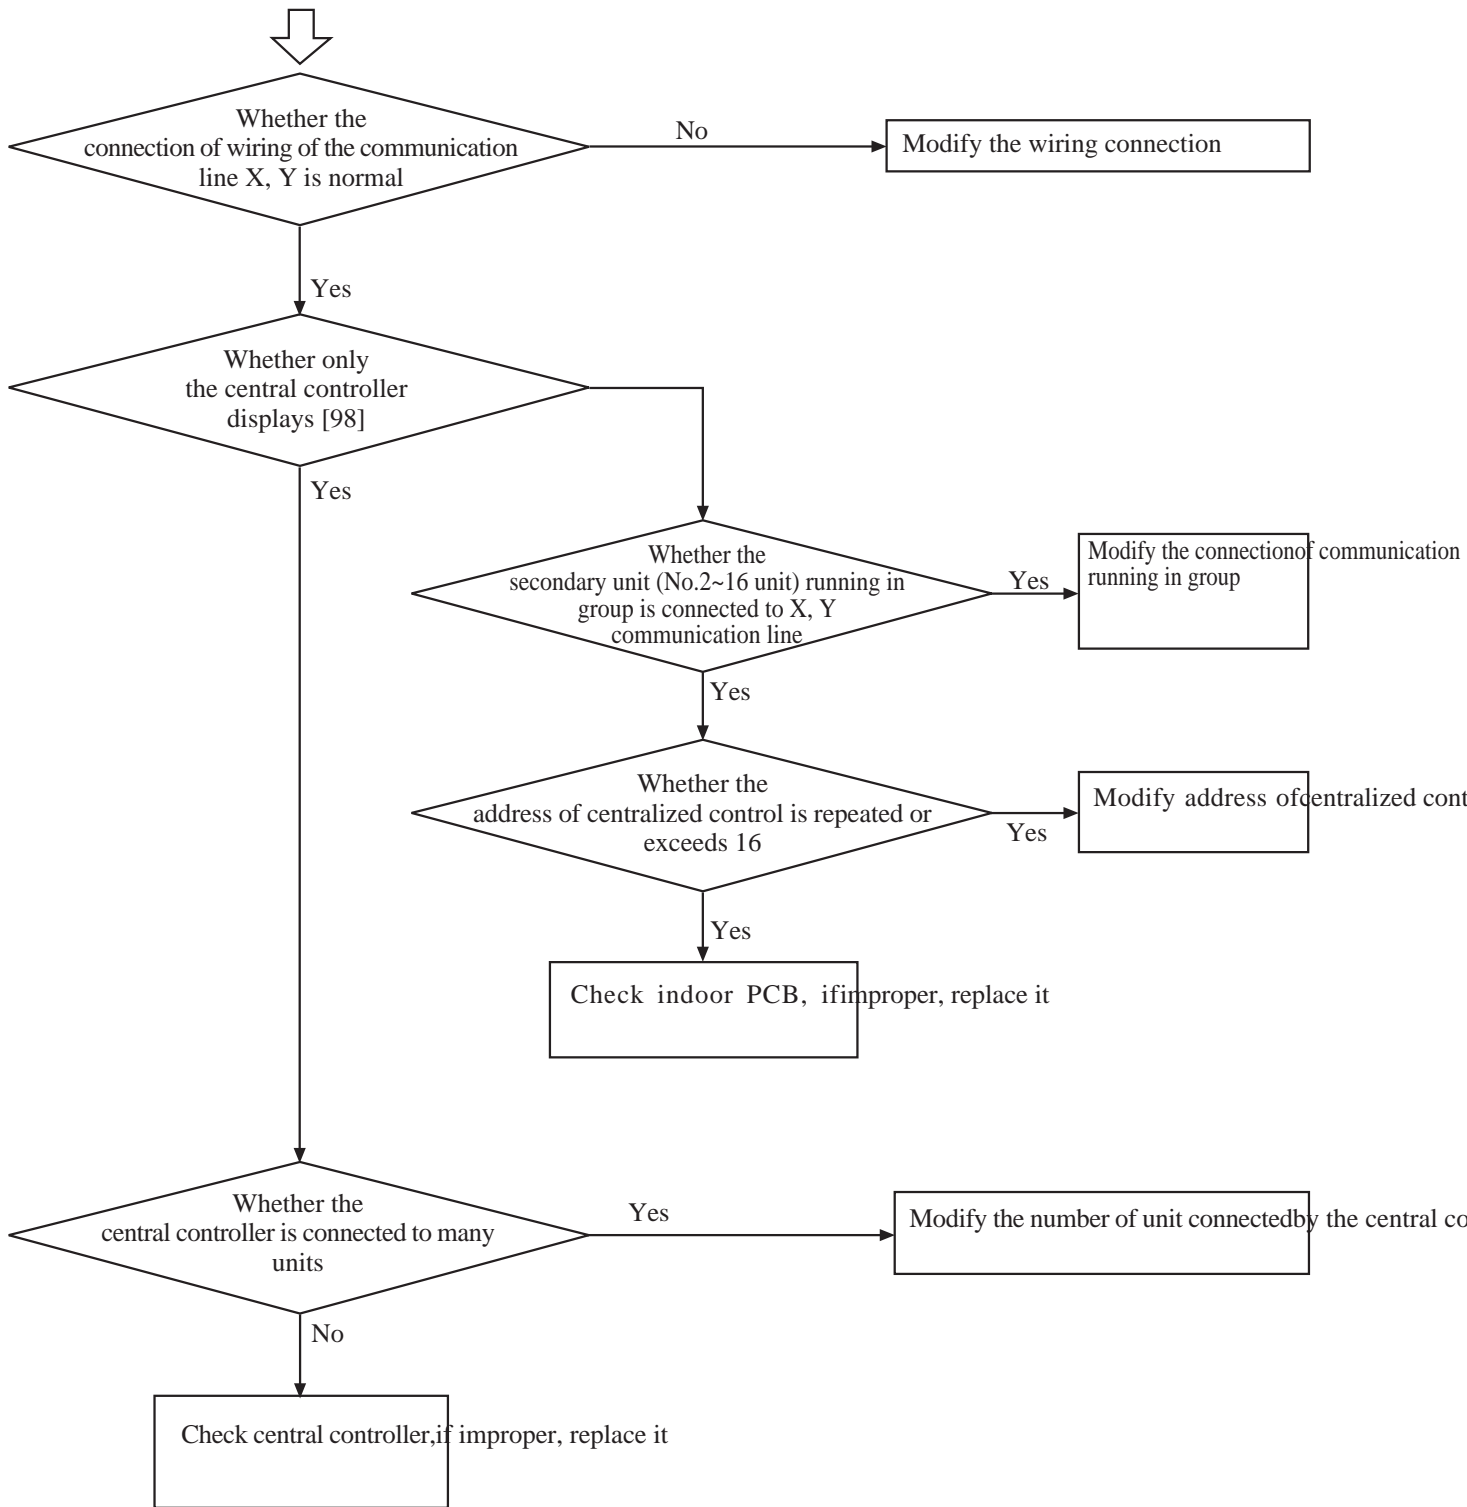 Whether the
connection of wiring of the communication
line X, Y is normal
No
Modify the wiring connection
Yes
Whether only
the central controller
displays [98]
Yes
Whether the
secondary unit (No.2~16 unit) running in
group is connected to X, Y
communication line
Yes
Modify the connectionof communication
running in group
Yes
Whether the
address of centralized control is repeated or
exceeds 16
Yes
Modify address ofcentralized cont
Yes
Check indoor PCB, ifimproper, replace it
Whether the
central controller is connected to many
units
Yes
Modify the number of unit connectedby the central co
No
Check central controller,if improper, replace it